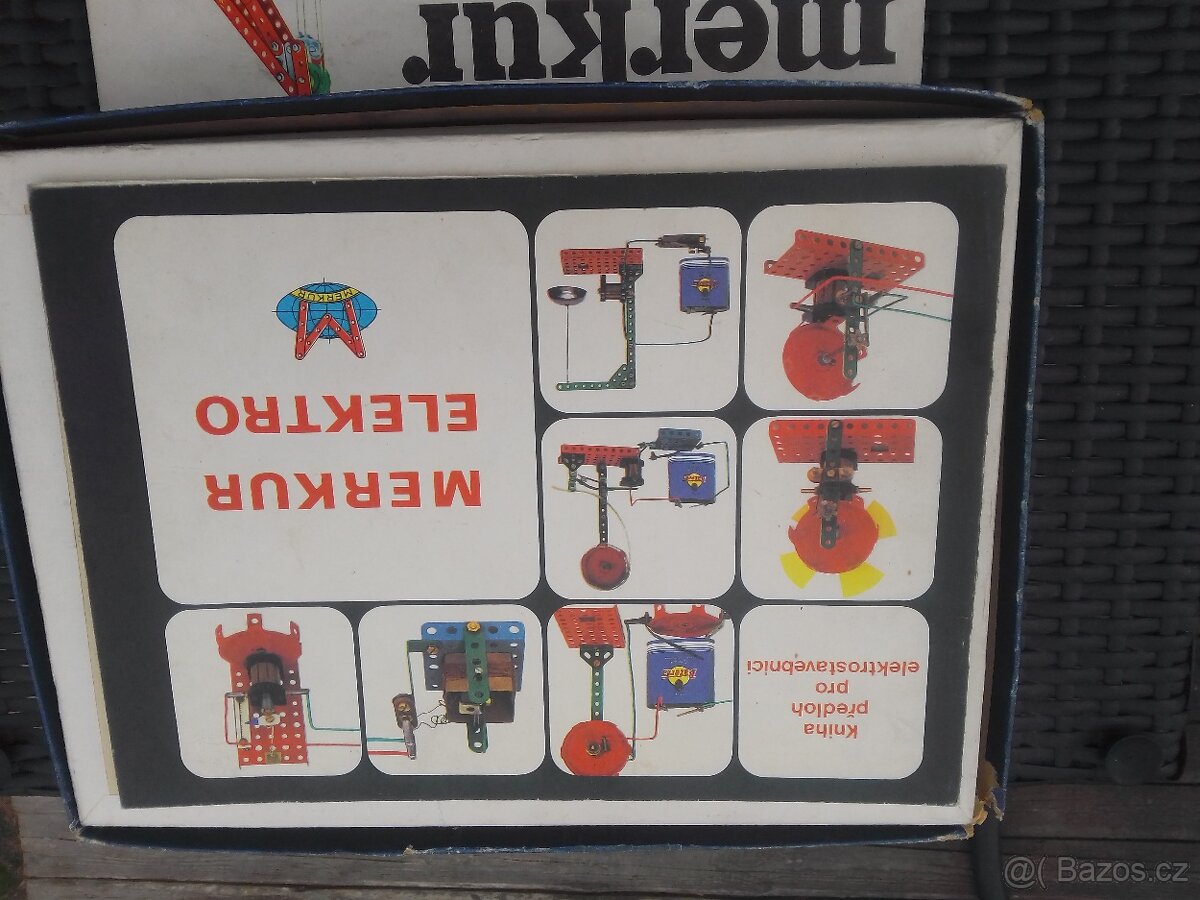 merkur
MERKUR
ELEKTRO
MERKUR
Kniha
předloh
pro
elektrostavebnici
@( Bazos.cz